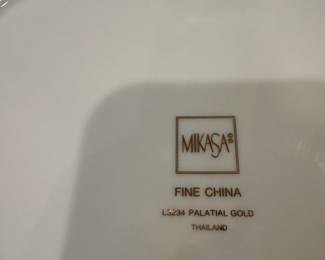 MIKASA
FINE CHINA
L5234 PALATIAL GOLD
THAILAND